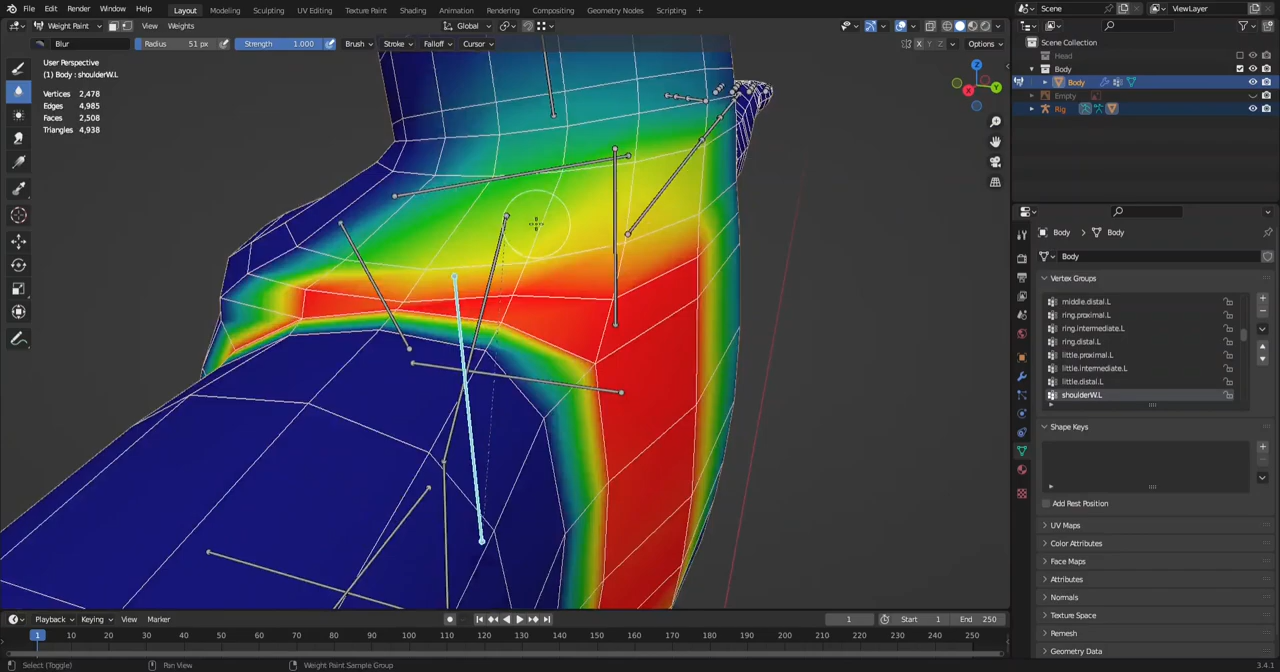 File Edit Render Window Help Layout Modeling Sculpting UV Editing Texture Paint Shading Animation Rendering Compositing Geometry Nodes Scripting + Scene ViewLayer
Weight Paint View Weights Global
Blur Radius 51 px Strength 1.000 Brush Stroke Falloff Cursor X Y Z Options
User Perspective
(1) Body : shoulderW.L
Vertices 2,478
Edges 4,985
Faces 2,508
Triangles 4,938
Z
X
Y
Scene Collection
Head
Body
Body
Empty
Rig
Body > Body
Body
Vertex Groups
middle.distal.L
ring.proximal.L
ring.intermediate.L
ring.distal.L
little.proximal.L
little.intermediate.L
little.distal.L
shoulderW.L
Shape Keys
Add Rest Position
UV Maps
Color Attributes
Face Maps
Attributes
Normals
Texture Space
Remesh
Geometry Data
Playback Keying View Marker 1 Start 1 End 250
1 10 20 30 40 50 60 70 80 90 100 110 120 130 140 150 160 170 180 190 200 210 220 230 240 250
Select (Toggle) Pan View Weight Paint Sample Group 3.4.1